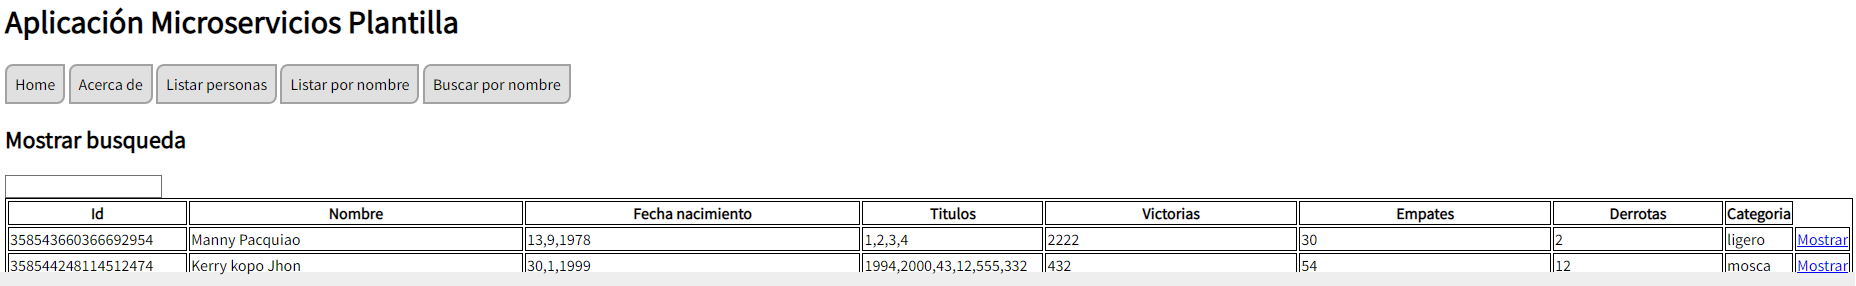 Aplicación Microservicios Plantilla
Home Acerca de Listar personas Listar por nombre Buscar por nombre
Mostrar busqueda
Id Nombre Fecha nacimiento Titulos Victorias Empates Derrotas Categoria
358543660366692954 Manny Pacquiao 13,9,1978 1,2,3,4 2222 30 2 ligero Mostrar
358544248114512474 Kerry kopo Jhon 30,1,1999 1994,2000,43,12,555,332 432 54 12 mosca Mostrar